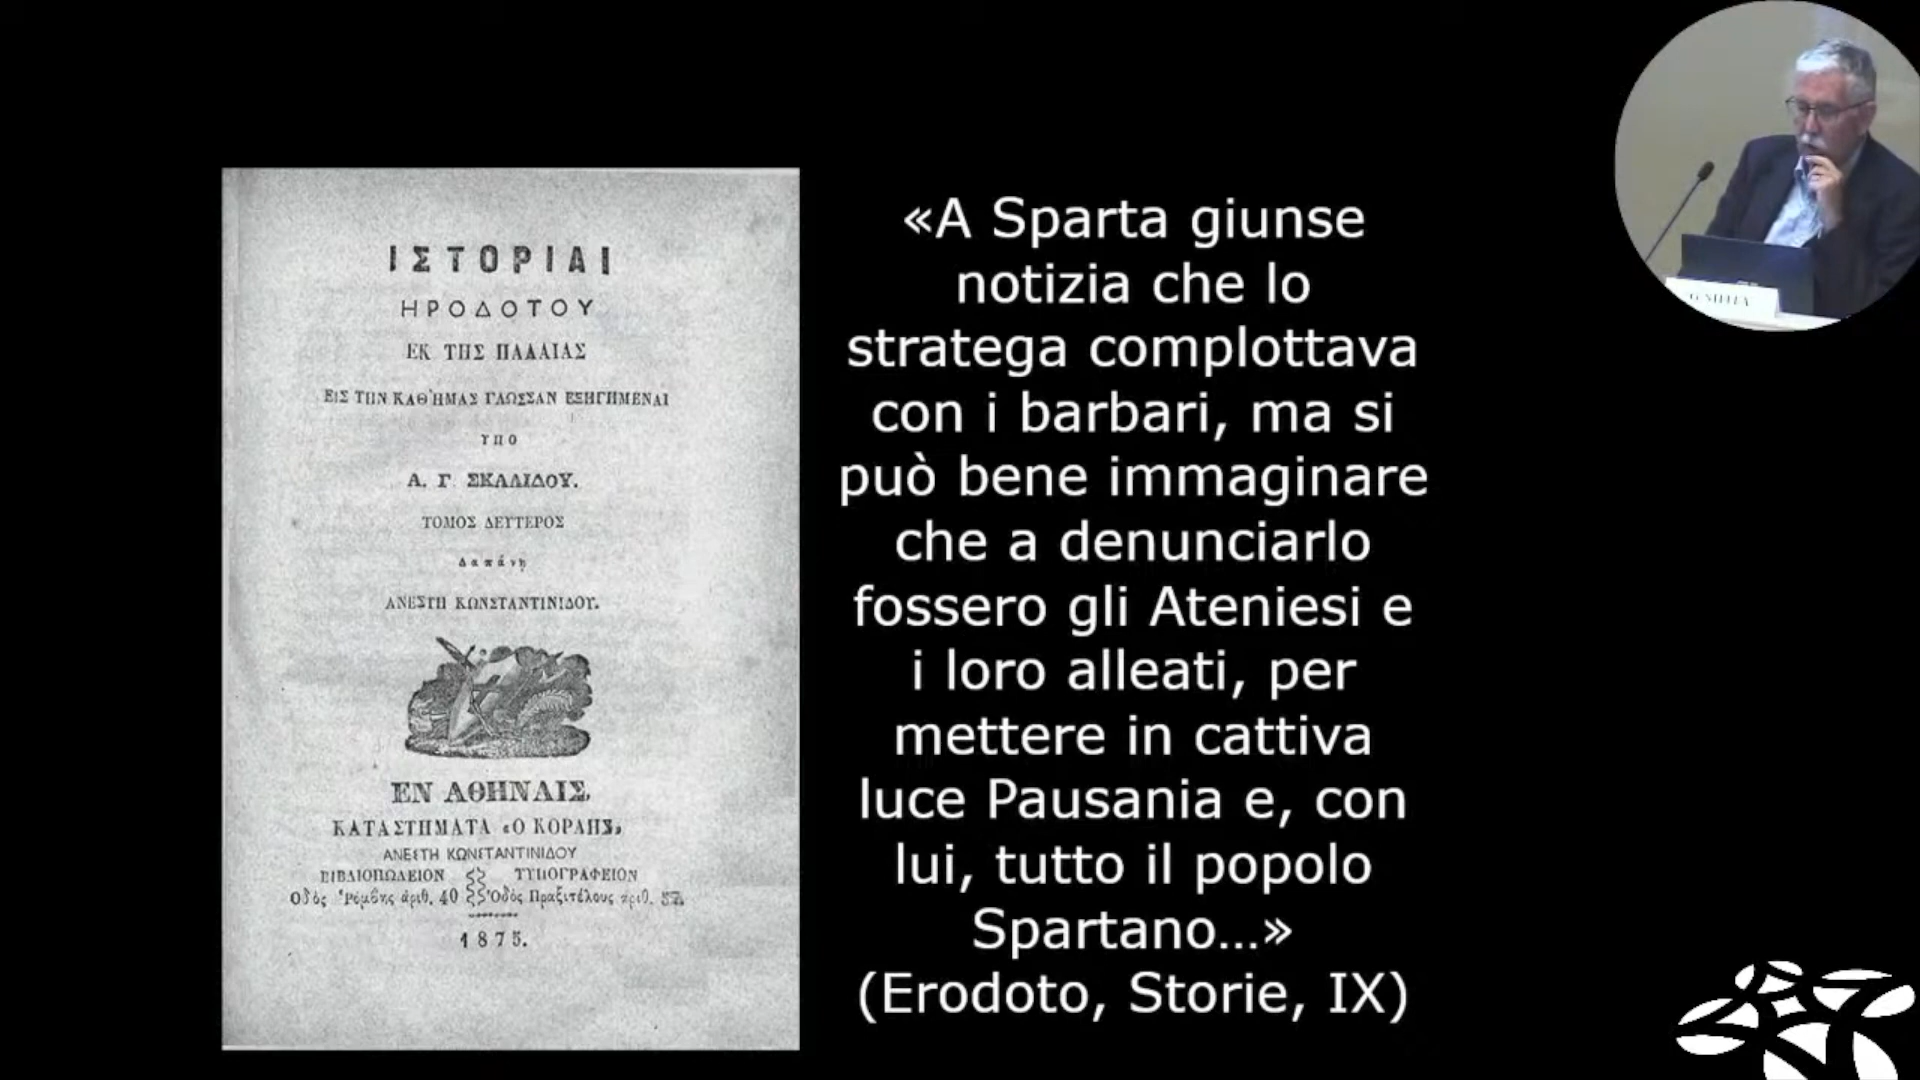 ΙΣΤΟΡΙΑΙ
ΗΡΟΔΟΤΟΥ
ΕΚ ΤΗΣ ΠΑΛΑΙΑΣ
ΕΙΣ ΤΗΝ ΚΑΘ'ΗΜΑΣ ΓΛΩΣΣΑΝ ΕΞΗΓΗΜΕΝΑΙ
ΥΠΟ
Α. Γ. ΣΚΑΛΙΔΟΥ.
ΤΟΜΟΣ ΔΕΥΤΕΡΟΣ
Δαπάνῃ
ΑΝΕΣΤΗ ΚΩΝΣΤΑΝΤΙΝΙΔΟΥ.
ΕΝ ΑΘΗΝΑΙΣ,
ΚΑΤΑΣΤΗΜΑΤΑ «Ο ΚΟΡΑΗΣ»
ΑΝΕΣΤΗ ΚΩΝΣΤΑΝΤΙΝΙΔΟΥ
ΒΙΒΛΙΟΠΩΛΕΙΟΝ ΤΥΠΟΓΡΑΦΕΙΟΝ
Ὁδός ἀριθ. 40 Ὁδός Πραξιτέλους ἀριθ.
1875.
«A Sparta giunse
notizia che lo
stratega complottava
con i barbari, ma si
può bene immaginare
che a denunciarlo
fossero gli Ateniesi e
i loro alleati, per
mettere in cattiva
luce Pausania e, con
lui, tutto il popolo
Spartano...»
(Erodoto, Storie, IX)